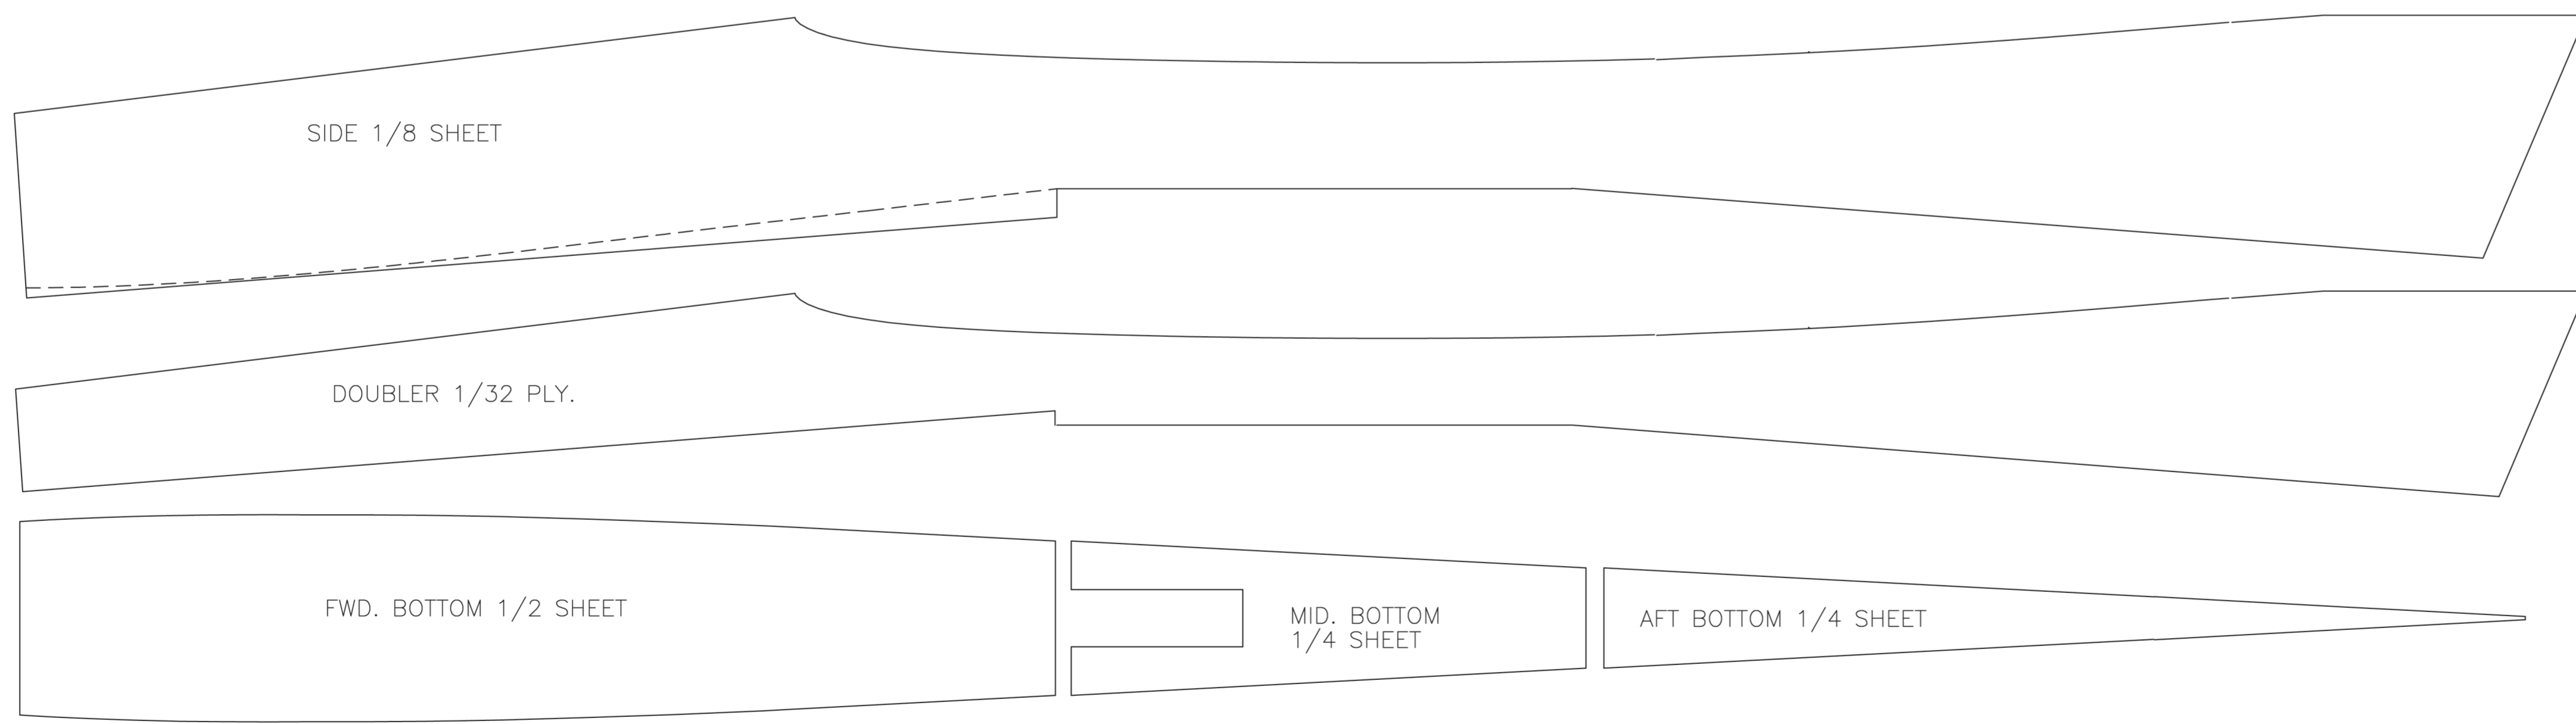 SIDE 1/8 SHEET
DOUBLER 1/32 PLY.
FWD. BOTTOM 1/2 SHEET
MID. BOTTOM
1/4 SHEET
AFT BOTTOM 1/4 SHEET